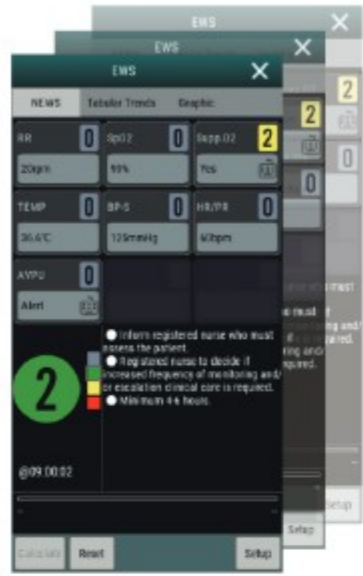 EWS
EWS
EWS
NEWS Tabular Trends Graphic
RR 0 SpO2 0 Supp.O2 2
20rpm 99% Yes
TEMP 0 BP-S 0 HR/PR 0
36.6°C 125mmHg 60bpm
AVPU 0
Alert
Inform registered nurse who must
assess the patient.
Registered nurse to decide if
increased frequency of monitoring and/
or escalation clinical care is required.
Minimum 4-6 hours.
2
@09:00:02
Calculate Reset Setup
2
0
Setup
2
0
Setup